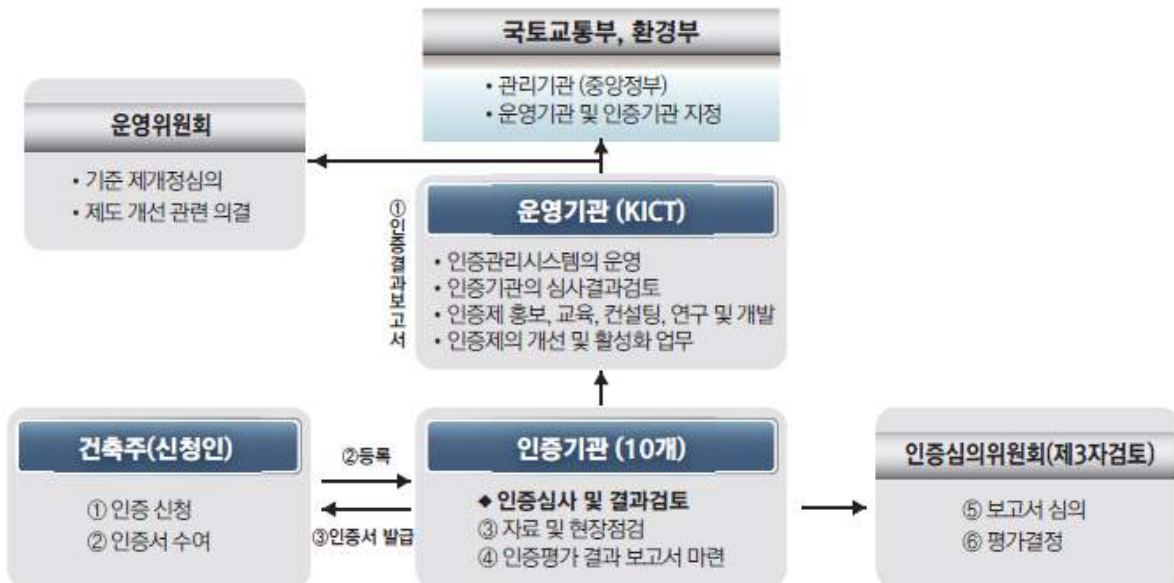 국토교통부, 환경부
• 관리기관 (중앙정부)
• 운영기관 및 인증기관 지정
운영위원회
• 기준 제개정심의
• 제도 개선 관련 의결
①인증결과보고서
운영기관 (KICT)
• 인증관리시스템의 운영
• 인증기관의 심사결과검토
• 인증제 홍보, 교육, 컨설팅, 연구 및 개발
• 인증제의 개선 및 활성화 업무
건축주(신청인)
① 인증 신청
② 인증서 수여
②등록
③인증서 발급
인증기관 (10개)
◆ 인증심사 및 결과검토
③ 자료 및 현장점검
④ 인증평가 결과 보고서 마련
인증심의위원회(제3자검토)
⑤ 보고서 심의
⑥ 평가결정